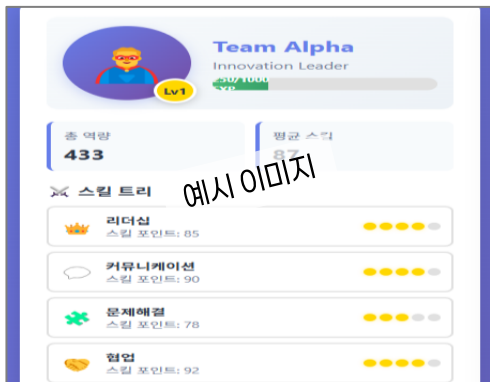 Team Alpha
Innovation Leader
Lv1
총 역량
433
평균 스킬
87
예시 이미지
스킬 트리
리더십
스킬 포인트: 85
커뮤니케이션
스킬 포인트: 90
문제해결
스킬 포인트: 78
협업
스킬 포인트: 92